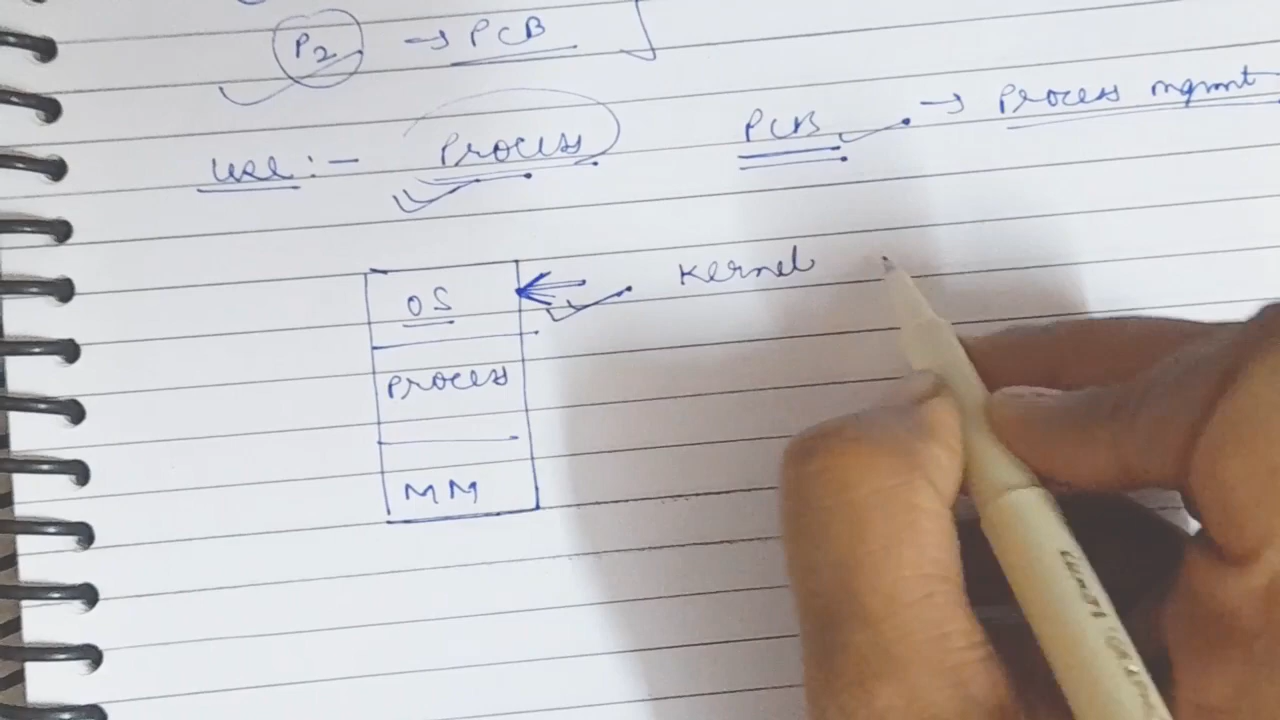 P2 → PCB
use :- Process PCB → Process mgmt
OS Kernel
Process
MM